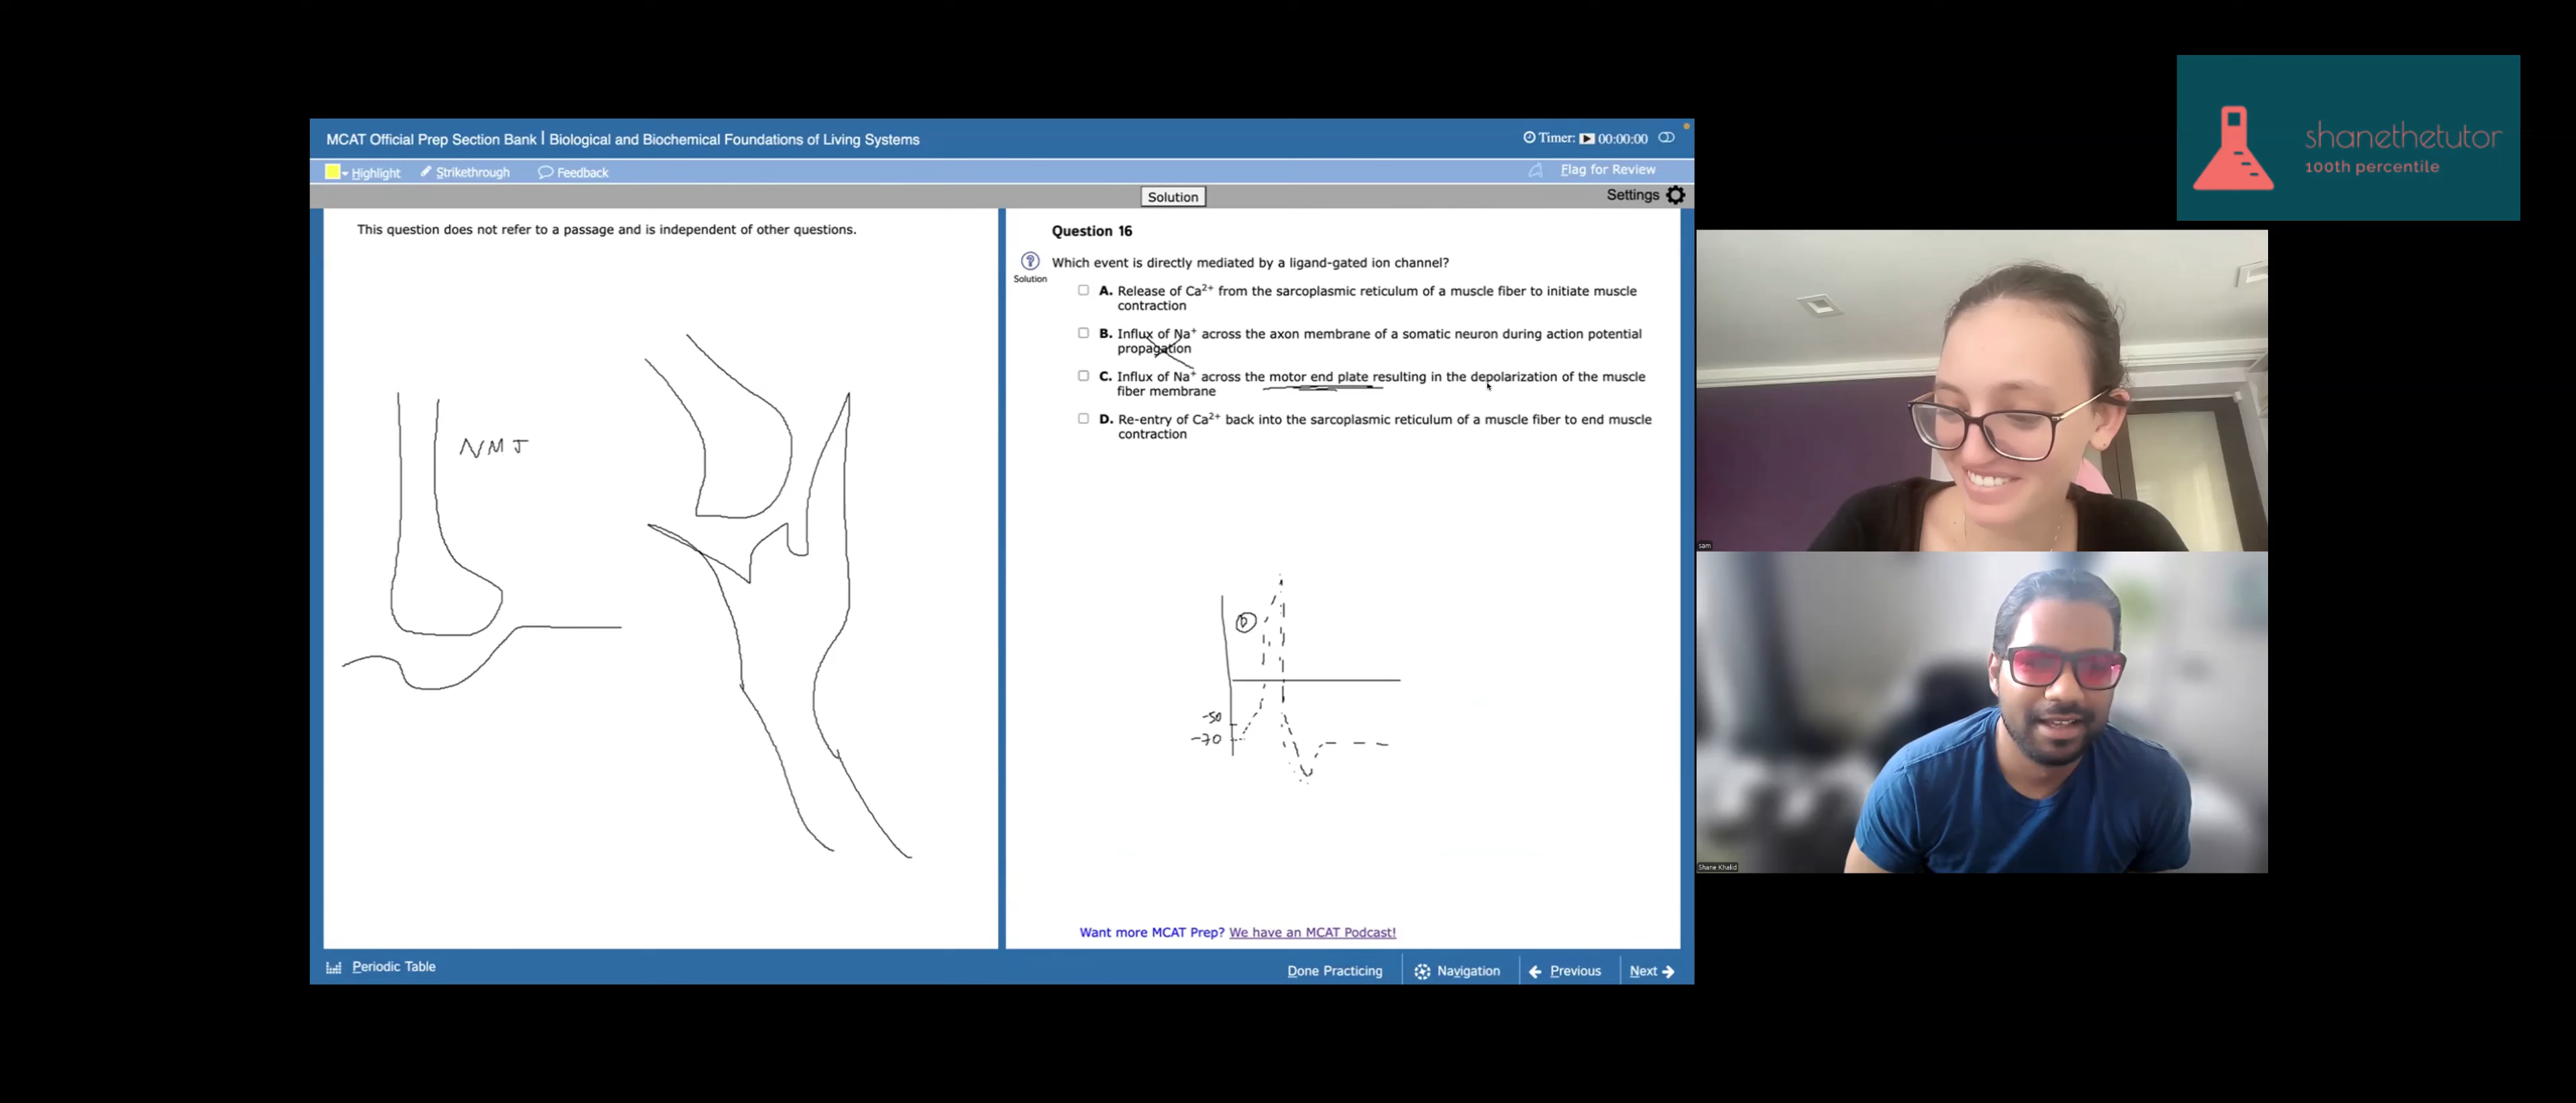 shanethetutor
100th percentile
MCAT Official Prep Section Bank | Biological and Biochemical Foundations of Living Systems
Timer: 00:00:00
Highlight Strikethrough Feedback
Flag for Review
Solution
Settings
This question does not refer to a passage and is independent of other questions.
NMJ
Question 16
Solution
Which event is directly mediated by a ligand-gated ion channel?
A. Release of Ca²⁺ from the sarcoplasmic reticulum of a muscle fiber to initiate muscle
contraction
B. Influx of Na⁺ across the axon membrane of a somatic neuron during action potential
propagation
C. Influx of Na⁺ across the motor end plate resulting in the depolarization of the muscle
fiber membrane
D. Re-entry of Ca²⁺ back into the sarcoplasmic reticulum of a muscle fiber to end muscle
contraction
-50
-70
Want more MCAT Prep? We have an MCAT Podcast!
Periodic Table
Done Practicing Navigation Previous Next
sam
Shane Khalid